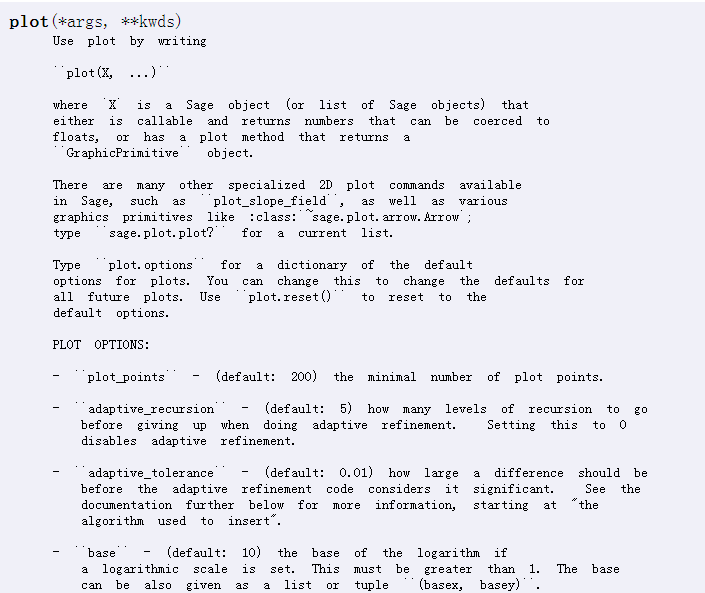 plot(*args, **kwds)
Use plot by writing
``plot(X, ...)``
where `X` is a Sage object (or list of Sage objects) that
either is callable and returns numbers that can be coerced to
floats, or has a plot method that returns a
``GraphicPrimitive`` object.
There are many other specialized 2D plot commands available
in Sage, such as ``plot_slope_field``, as well as various
graphics primitives like :class:`~sage.plot.arrow.Arrow`;
type ``sage.plot.plot?`` for a current list.
Type ``plot.options`` for a dictionary of the default
options for plots. You can change this to change the defaults for
all future plots. Use ``plot.reset()`` to reset to the
default options.
PLOT OPTIONS:
- ``plot_points`` - (default: 200) the minimal number of plot points.
- ``adaptive_recursion`` - (default: 5) how many levels of recursion to go
before giving up when doing adaptive refinement. Setting this to 0
disables adaptive refinement.
- ``adaptive_tolerance`` - (default: 0.01) how large a difference should be
before the adaptive refinement code considers it significant. See the
documentation further below for more information, starting at "the
algorithm used to insert".
- ``base`` - (default: 10) the base of the logarithm if
a logarithmic scale is set. This must be greater than 1. The base
can be also given as a list or tuple ``(basex, basey)``.